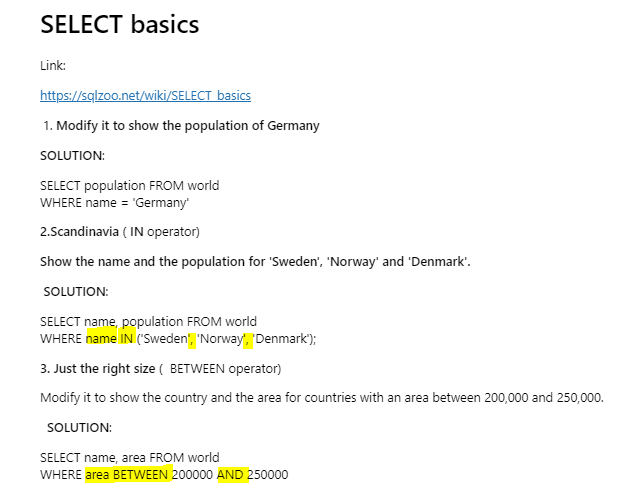 SELECT basics
Link:
https://sqlzoo.net/wiki/SELECT_basics
1. Modify it to show the population of Germany
SOLUTION:
SELECT population FROM world
WHERE name = 'Germany'
2.Scandinavia ( IN operator)
Show the name and the population for 'Sweden', 'Norway' and 'Denmark'.
SOLUTION:
SELECT name, population FROM world
WHERE name IN ('Sweden', 'Norway', 'Denmark');
3. Just the right size ( BETWEEN operator)
Modify it to show the country and the area for countries with an area between 200,000 and 250,000.
SOLUTION:
SELECT name, area FROM world
WHERE area BETWEEN 200000 AND 250000